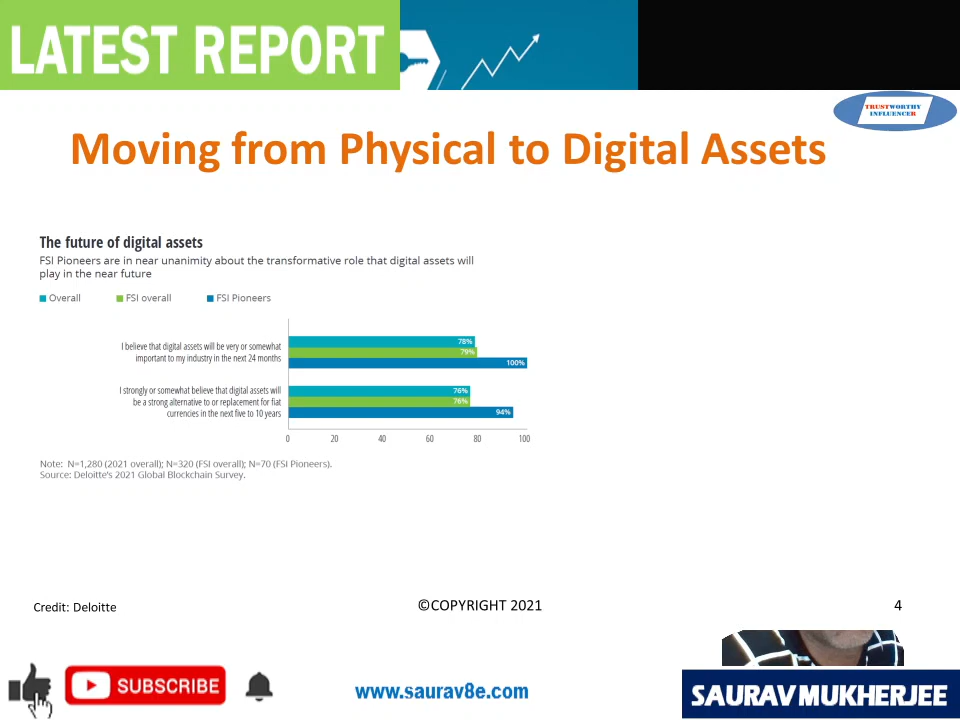 LATEST REPORT
TRUSTWORTHY
INFLUENCER
Moving from Physical to Digital Assets
The future of digital assets
FSI Pioneers are in near unanimity about the transformative role that digital assets will
play in the near future
Overall
FSI overall
FSI Pioneers
I believe that digital assets will be very or somewhat
important to my industry in the next 24 months
78%
79%
100%
I strongly or somewhat believe that digital assets will
be a strong alternative to or replacement for fiat
currencies in the next five to 10 years
76%
76%
94%
0 20 40 60 80 100
Note: N=1,280 (2021 overall); N=320 (FSI overall); N=70 (FSI Pioneers).
Source: Deloitte's 2021 Global Blockchain Survey.
Credit: Deloitte
©COPYRIGHT 2021
4
SUBSCRIBE
www.saurav8e.com
SAURAV MUKHERJEE